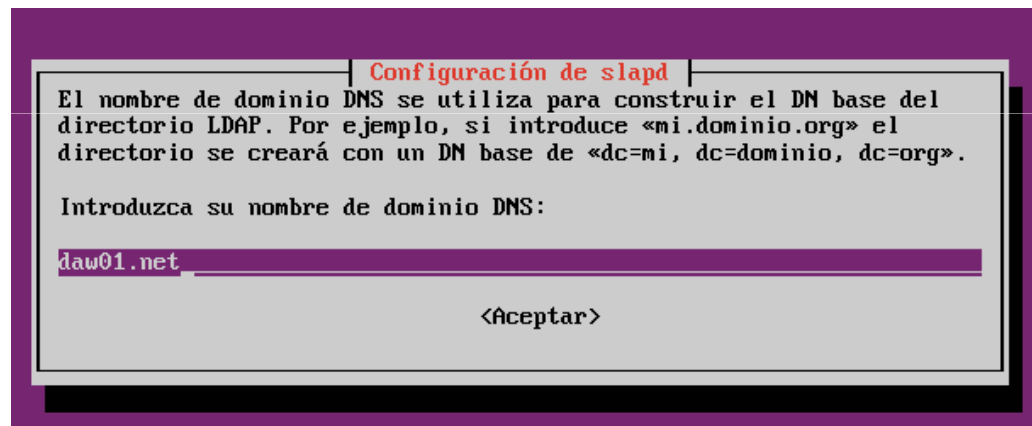 Configuración de slapd
El nombre de dominio DNS se utiliza para construir el DN base del
directorio LDAP. Por ejemplo, si introduce «mi.dominio.org» el
directorio se creará con un DN base de «dc=mi, dc=dominio, dc=org».
Introduzca su nombre de dominio DNS:
daw01.net
<Aceptar>